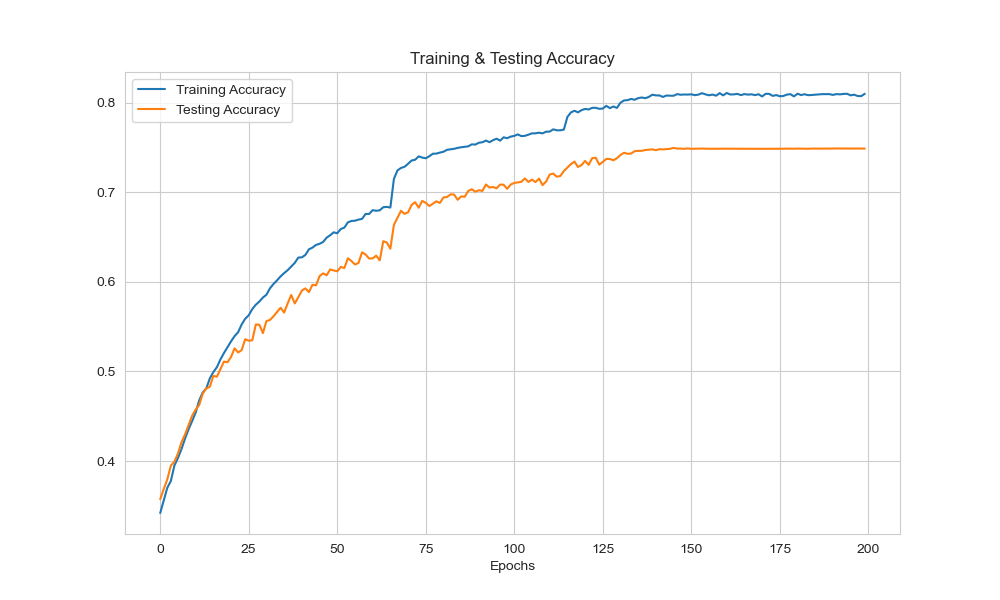 Training & Testing Accuracy
Training Accuracy
Testing Accuracy
0.8
0.7
0.6
0.5
0.4
0 25 50 75 100 125 150 175 200
Epochs